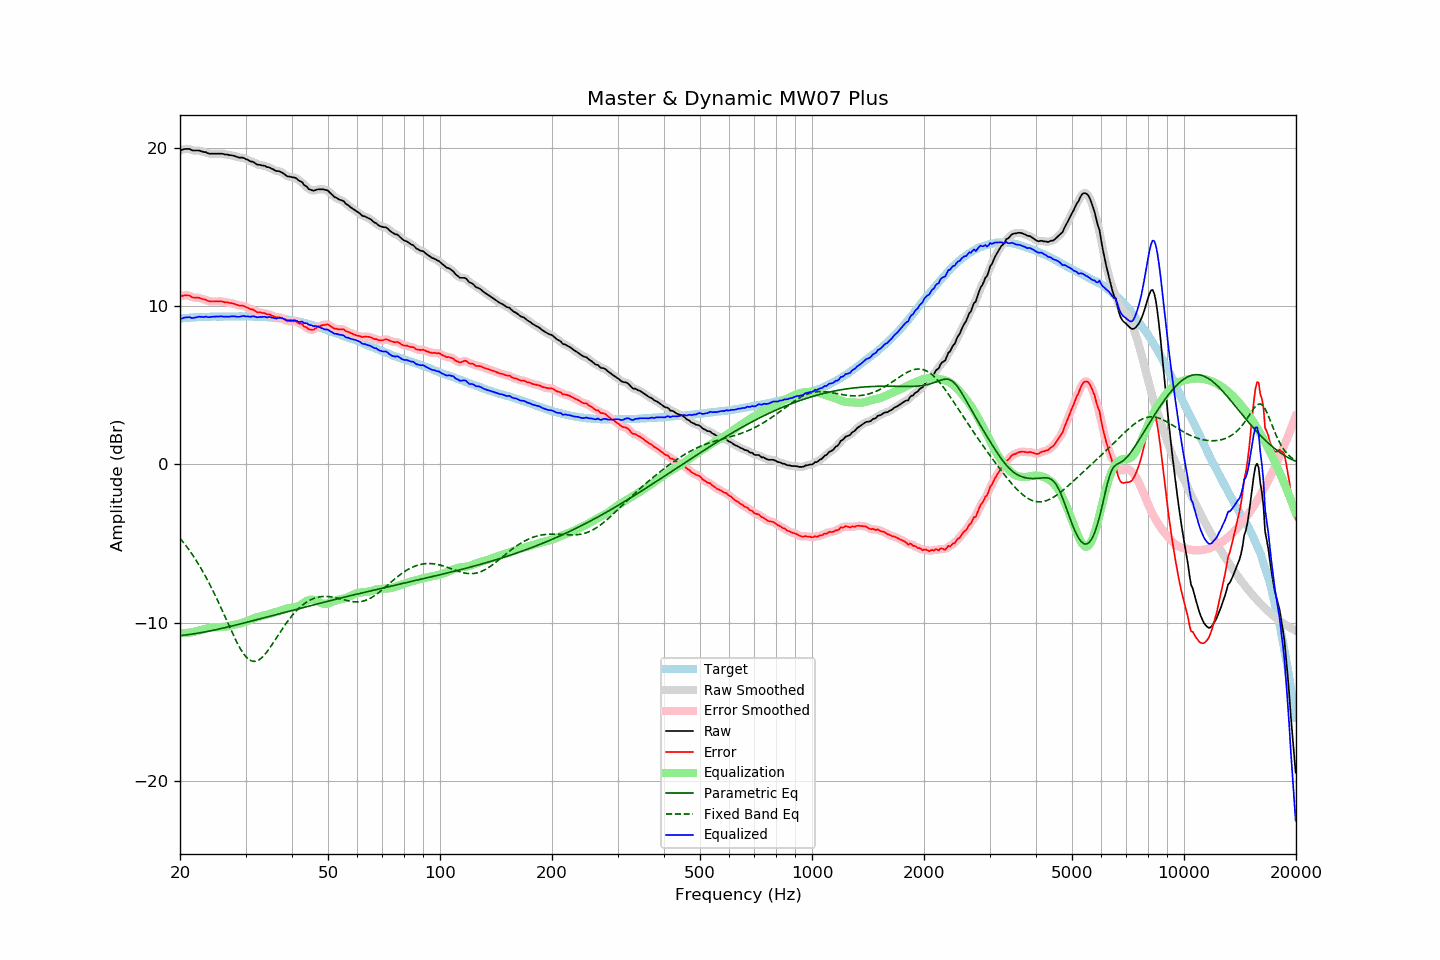 Master & Dynamic MW07 Plus
Amplitude (dBr)
20
10
0
−10
−20
Target
Raw Smoothed
Error Smoothed
Raw
Error
Equalization
Parametric Eq
Fixed Band Eq
Equalized
20 50 100 200 500 1000 2000 5000 10000 20000
Frequency (Hz)